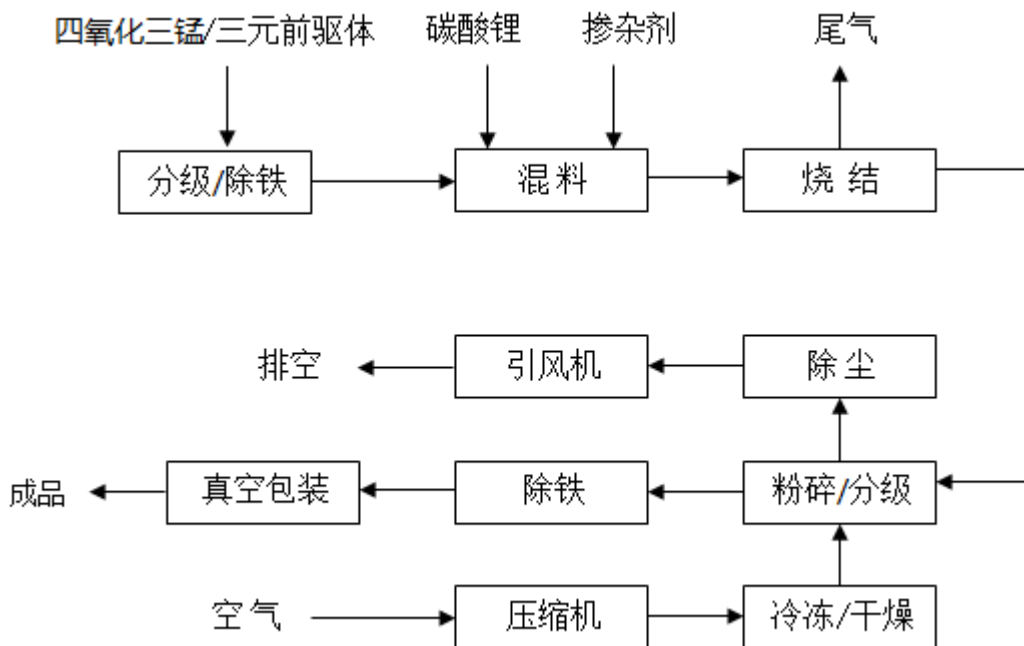 四氧化三锰/三元前驱体 碳酸锂 掺杂剂 尾气
分级/除铁 混料 烧结
排空 引风机 除尘
成品 真空包装 除铁 粉碎/分级
空气 压缩机 冷冻/干燥